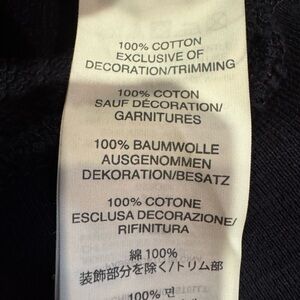 100% COTTON
EXCLUSIVE OF
DECORATION/TRIMMING
100% COTON
SAUF DÉCORATION/
GARNITURES
100% BAUMWOLLE
AUSGENOMMEN
DEKORATION/BESATZ
100% COTONE
ESCLUSA DECORAZIONE/
RIFINITURA
綿 100%
装飾部分を除く/トリム部
100% 면